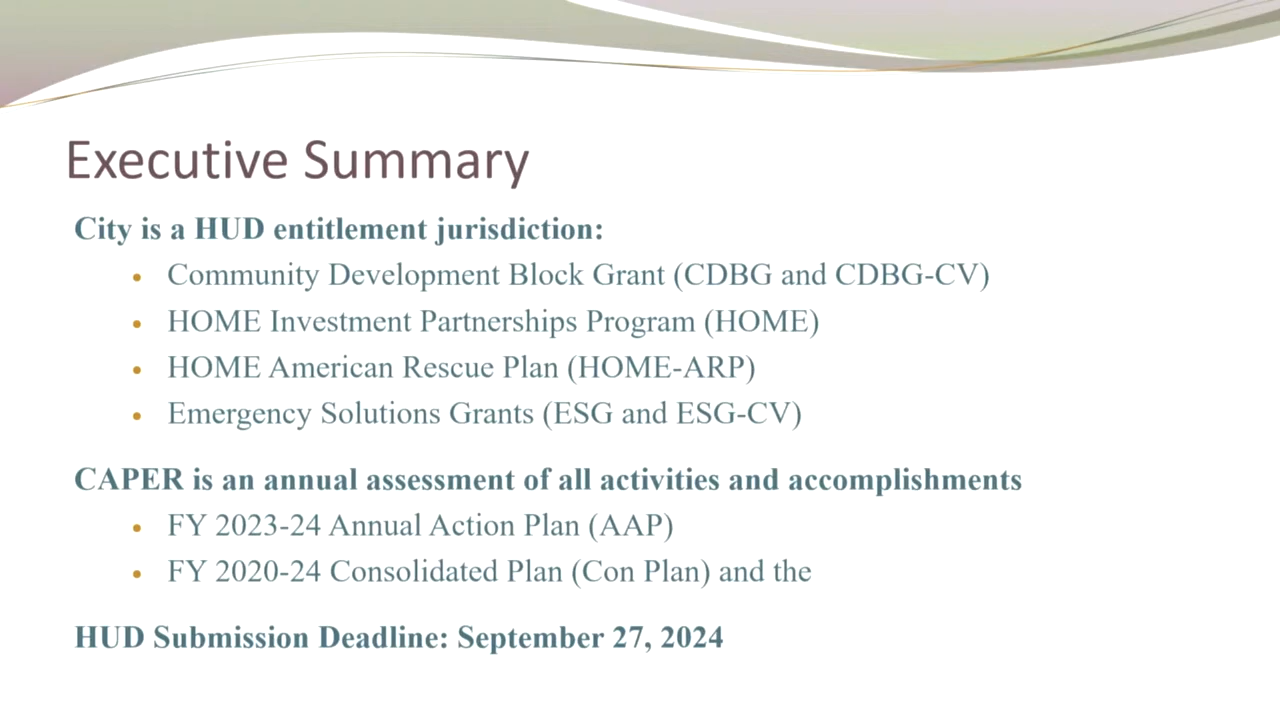 Executive Summary
City is a HUD entitlement jurisdiction:
• Community Development Block Grant (CDBG and CDBG-CV)
• HOME Investment Partnerships Program (HOME)
• HOME American Rescue Plan (HOME-ARP)
• Emergency Solutions Grants (ESG and ESG-CV)
CAPER is an annual assessment of all activities and accomplishments
• FY 2023-24 Annual Action Plan (AAP)
• FY 2020-24 Consolidated Plan (Con Plan) and the
HUD Submission Deadline: September 27, 2024